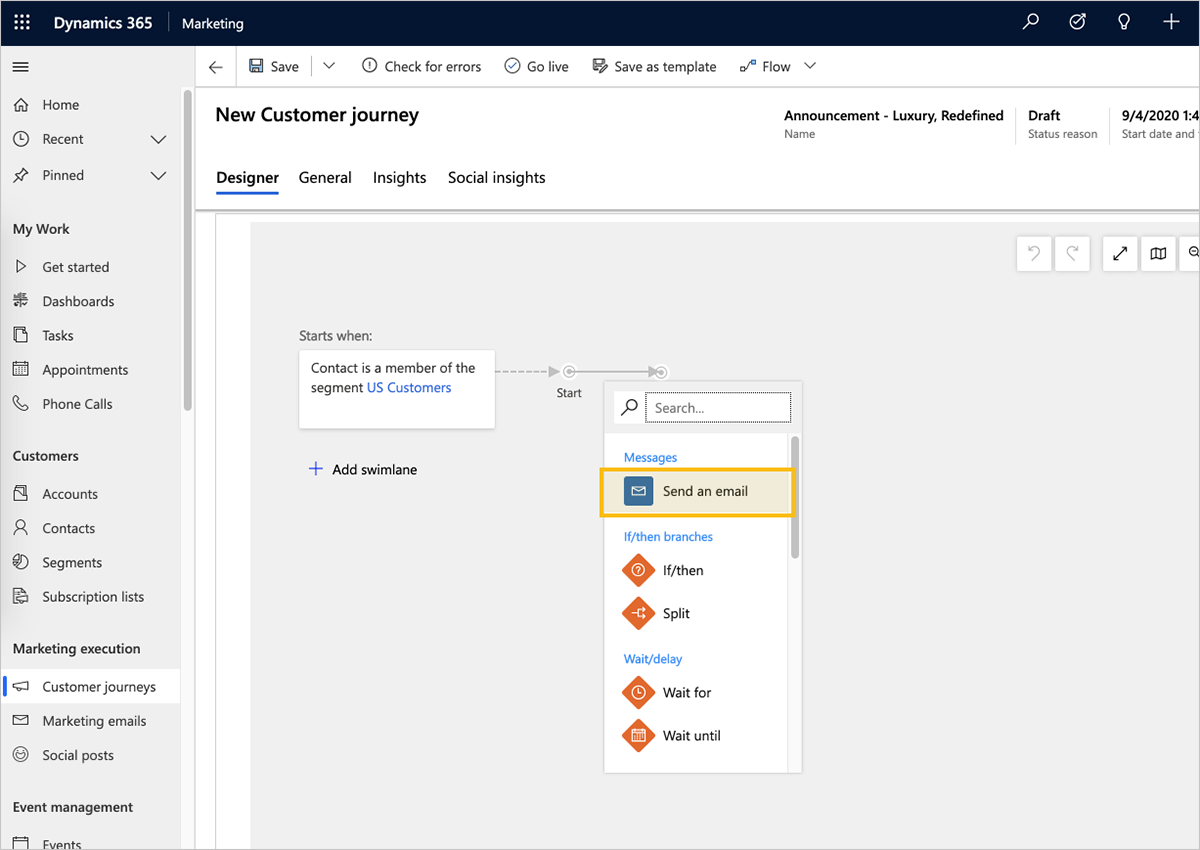 Dynamics 365
Marketing
Save
Check for errors
Go live
Save as template
Flow
Home
Recent
Pinned
My Work
Get started
Dashboards
Tasks
Appointments
Phone Calls
Customers
Accounts
Contacts
Segments
Subscription lists
Marketing execution
Customer journeys
Marketing emails
Social posts
Event management
Events
New Customer journey
Announcement - Luxury, Redefined
Name
Draft
Status reason
9/4/2020 1:4
Start date and
Designer
General
Insights
Social insights
Starts when:
Contact is a member of the
segment US Customers
Start
Add swimlane
Search...
Messages
Send an email
If/then branches
If/then
Split
Wait/delay
Wait for
Wait until